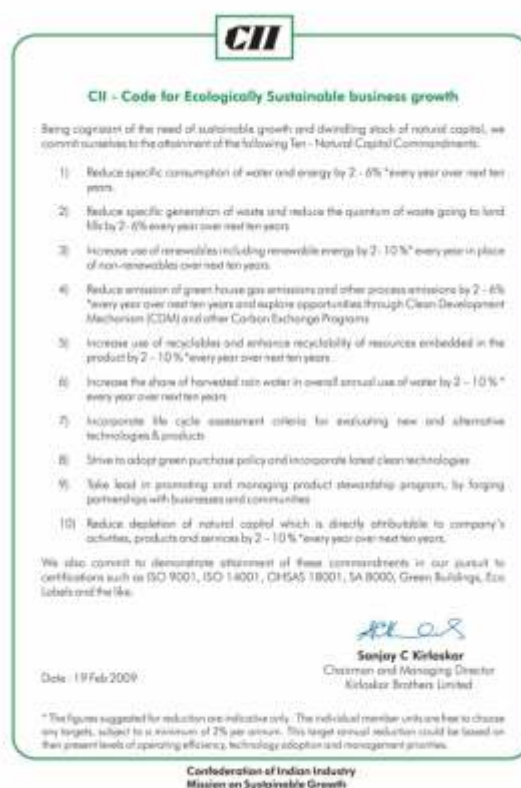 CII
CII - Code for Ecologically Sustainable business growth
Being cognizant of the need of sustainable growth and dwindling stock of natural capital, we
commit ourselves to the attainment of the following Ten - Natural Capital Commandments.
1) Reduce specific consumption of water and energy by 2 - 6% *every year over next ten
years.
2) Reduce specific generation of waste and reduce the quantum of waste going to land
fills by 2- 6% every year over next ten years
3) Increase use of renewables including renewable energy by 2- 10 %* every year in place
of non-renewables over next ten years.
4) Reduce emission of green house gas emissions and other process emissions by 2 - 6%
*every year over next ten years and explore opportunities through Clean Development
Mechanism (CDM) and other Carbon Exchange Programs
5) Increase use of recyclables and enhance recyclability of resources embedded in the
product by 2 - 10 % *every year over next ten years
6) Increase the share of harvested rain water in overall annual use of water by 2 - 10 % *
every year over next ten years
7) Incorporate life cycle assessment criteria for evaluating new and alternative
technologies & products
8) Strive to adopt green purchase policy and incorporate latest clean technologies
9) Take lead in promoting and managing product stewardship program, by forging
partnerships with businesses and communities
10) Reduce depletion of natural capital which is directly attributable to company's
activities, products and services by 2 - 10 % *every year over next ten years.
We also commit to demonstrate attainment of these commandments in our pursuit to
certifications such as ISO 9001, ISO 14001, OHSAS 18001, SA 8000, Green Buildings, Eco
Labels and the like.
Sanjay C Kirloskar
Chairman and Managing Director
Kirloskar Brothers Limited
Date : 19 Feb 2009
* The figures suggested for reduction are indicative only. The individual member units are free to choose
any targets, subject to a minimum of 2% per annum. This target annual reduction could be based on
their present levels of operating efficiency, technology adoption and management priorities.
Confederation of Indian Industry
Mission on Sustainable Growth